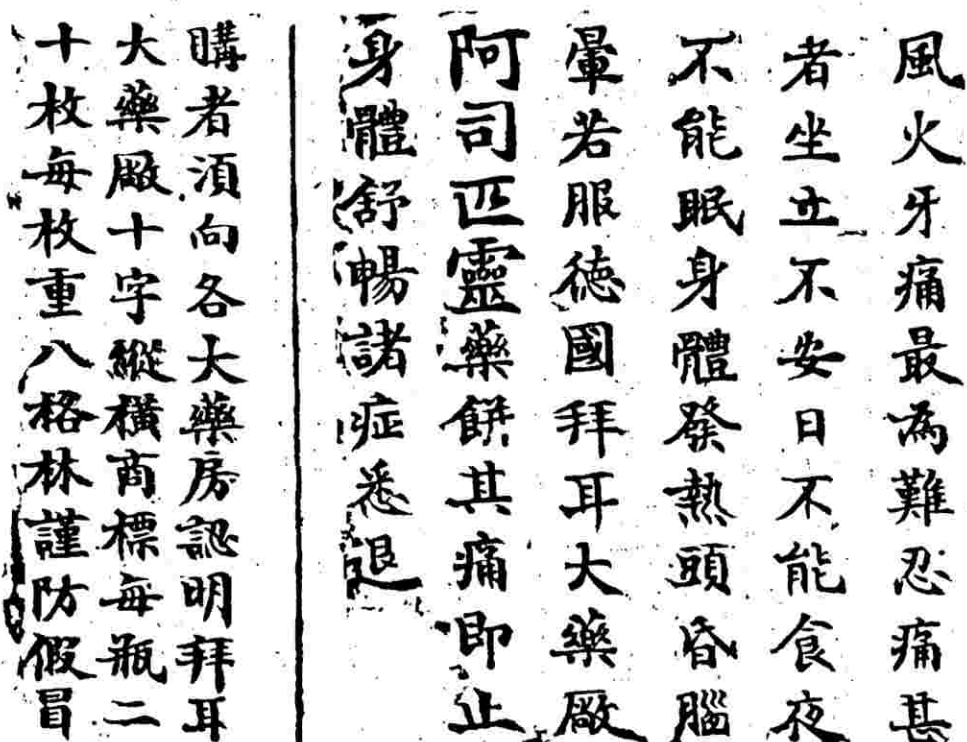 風火牙痛最為難忍痛甚
者坐立不安日不能食夜
不能眠身體發熱頭昏腦
暈若服德國拜耳大藥厰
阿司匹靈藥餅其痛即止
身體舒暢諸症悉退
購者須向各大藥房認明拜耳
大藥厰十字縱橫商標每瓶二
十枚每枚重八格林謹防假冒